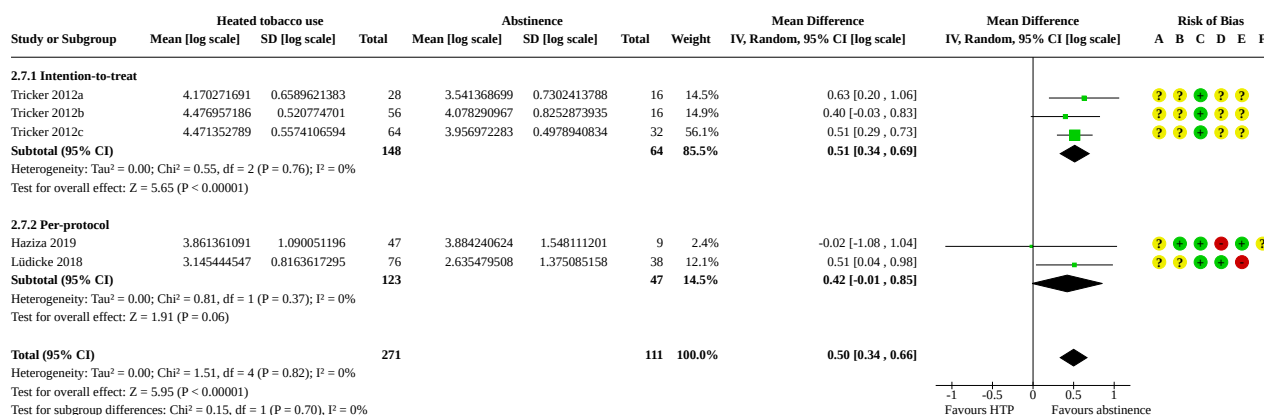 Heated tobacco use Abstinence Mean Difference Mean Difference Risk of Bias
Study or Subgroup Mean [log scale] SD [log scale] Total Mean [log scale] SD [log scale] Total Weight IV, Random, 95% CI [log scale] IV, Random, 95% CI [log scale] A B C D E F
2.7.1 Intention-to-treat
Tricker 2012a 4.170271691 0.6589621383 28 3.541368699 0.7302413788 16 14.5% 0.63 [0.20 , 1.06] ? ? + ? ?
Tricker 2012b 4.476957186 0.520774701 56 4.078290967 0.8252873935 16 14.9% 0.40 [-0.03 , 0.83] ? ? + ? ?
Tricker 2012c 4.471352789 0.5574106594 64 3.956972283 0.4978940834 32 56.1% 0.51 [0.29 , 0.73] ? ? + ? ?
Subtotal (95% CI) 148 64 85.5% 0.51 [0.34 , 0.69]
Heterogeneity: Tau² = 0.00; Chi² = 0.55, df = 2 (P = 0.76); I² = 0%
Test for overall effect: Z = 5.65 (P < 0.00001)
2.7.2 Per-protocol
Haziza 2019 3.861361091 1.090051196 47 3.884240624 1.548111201 9 2.4% -0.02 [-1.08 , 1.04] ? + + - + ?
Lüdicke 2018 3.145444547 0.8163617295 76 2.635479508 1.375085158 38 12.1% 0.51 [0.04 , 0.98] ? ? + + -
Subtotal (95% CI) 123 47 14.5% 0.42 [-0.01 , 0.85]
Heterogeneity: Tau² = 0.00; Chi² = 0.81, df = 1 (P = 0.37); I² = 0%
Test for overall effect: Z = 1.91 (P = 0.06)
Total (95% CI) 271 111 100.0% 0.50 [0.34 , 0.66]
Heterogeneity: Tau² = 0.00; Chi² = 1.51, df = 4 (P = 0.82); I² = 0%
Test for overall effect: Z = 5.95 (P < 0.00001)
-1 -0.5 0 0.5 1
Test for subgroup differences: Chi² = 0.15, df = 1 (P = 0.70), I² = 0% Favours HTP Favours abstinence